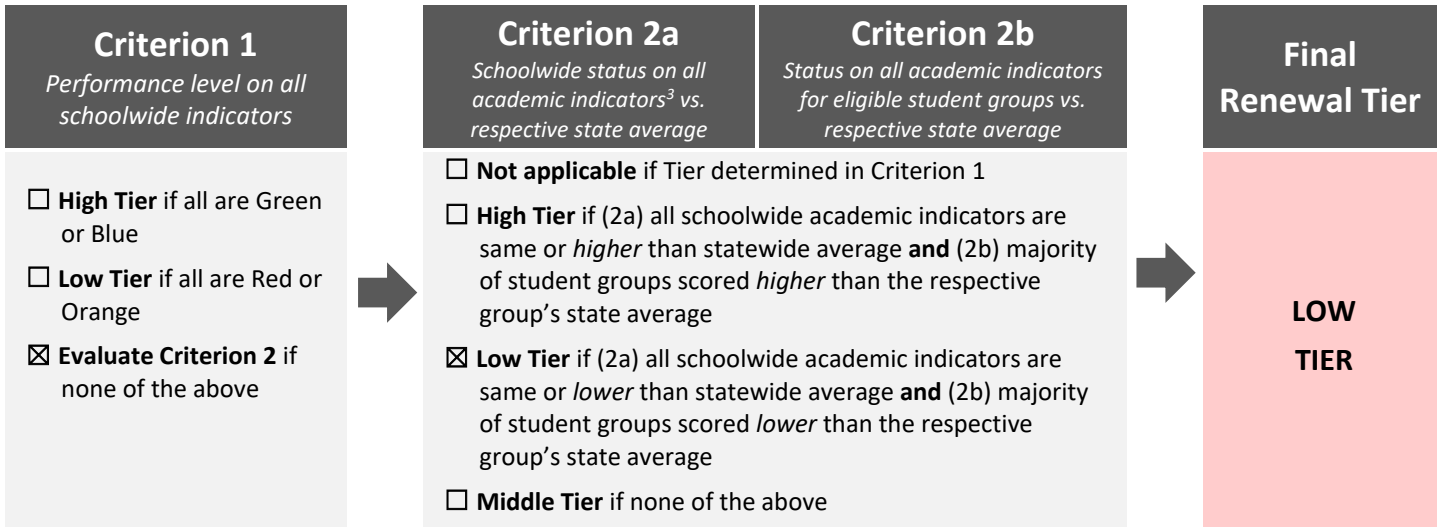 Criterion 1
Performance level on all
schoolwide indicators
☐ High Tier if all are Green
or Blue
☐ Low Tier if all are Red or
Orange
☒ Evaluate Criterion 2 if
none of the above
Criterion 2a
Schoolwide status on all
academic indicators³ vs.
respective state average
Criterion 2b
Status on all academic indicators
for eligible student groups vs.
respective state average
☐ Not applicable if Tier determined in Criterion 1
☐ High Tier if (2a) all schoolwide academic indicators are
same or higher than statewide average and (2b) majority
of student groups scored higher than the respective
group's state average
☒ Low Tier if (2a) all schoolwide academic indicators are
same or lower than statewide average and (2b) majority
of student groups scored lower than the respective
group's state average
☐ Middle Tier if none of the above
Final
Renewal Tier
LOW
TIER